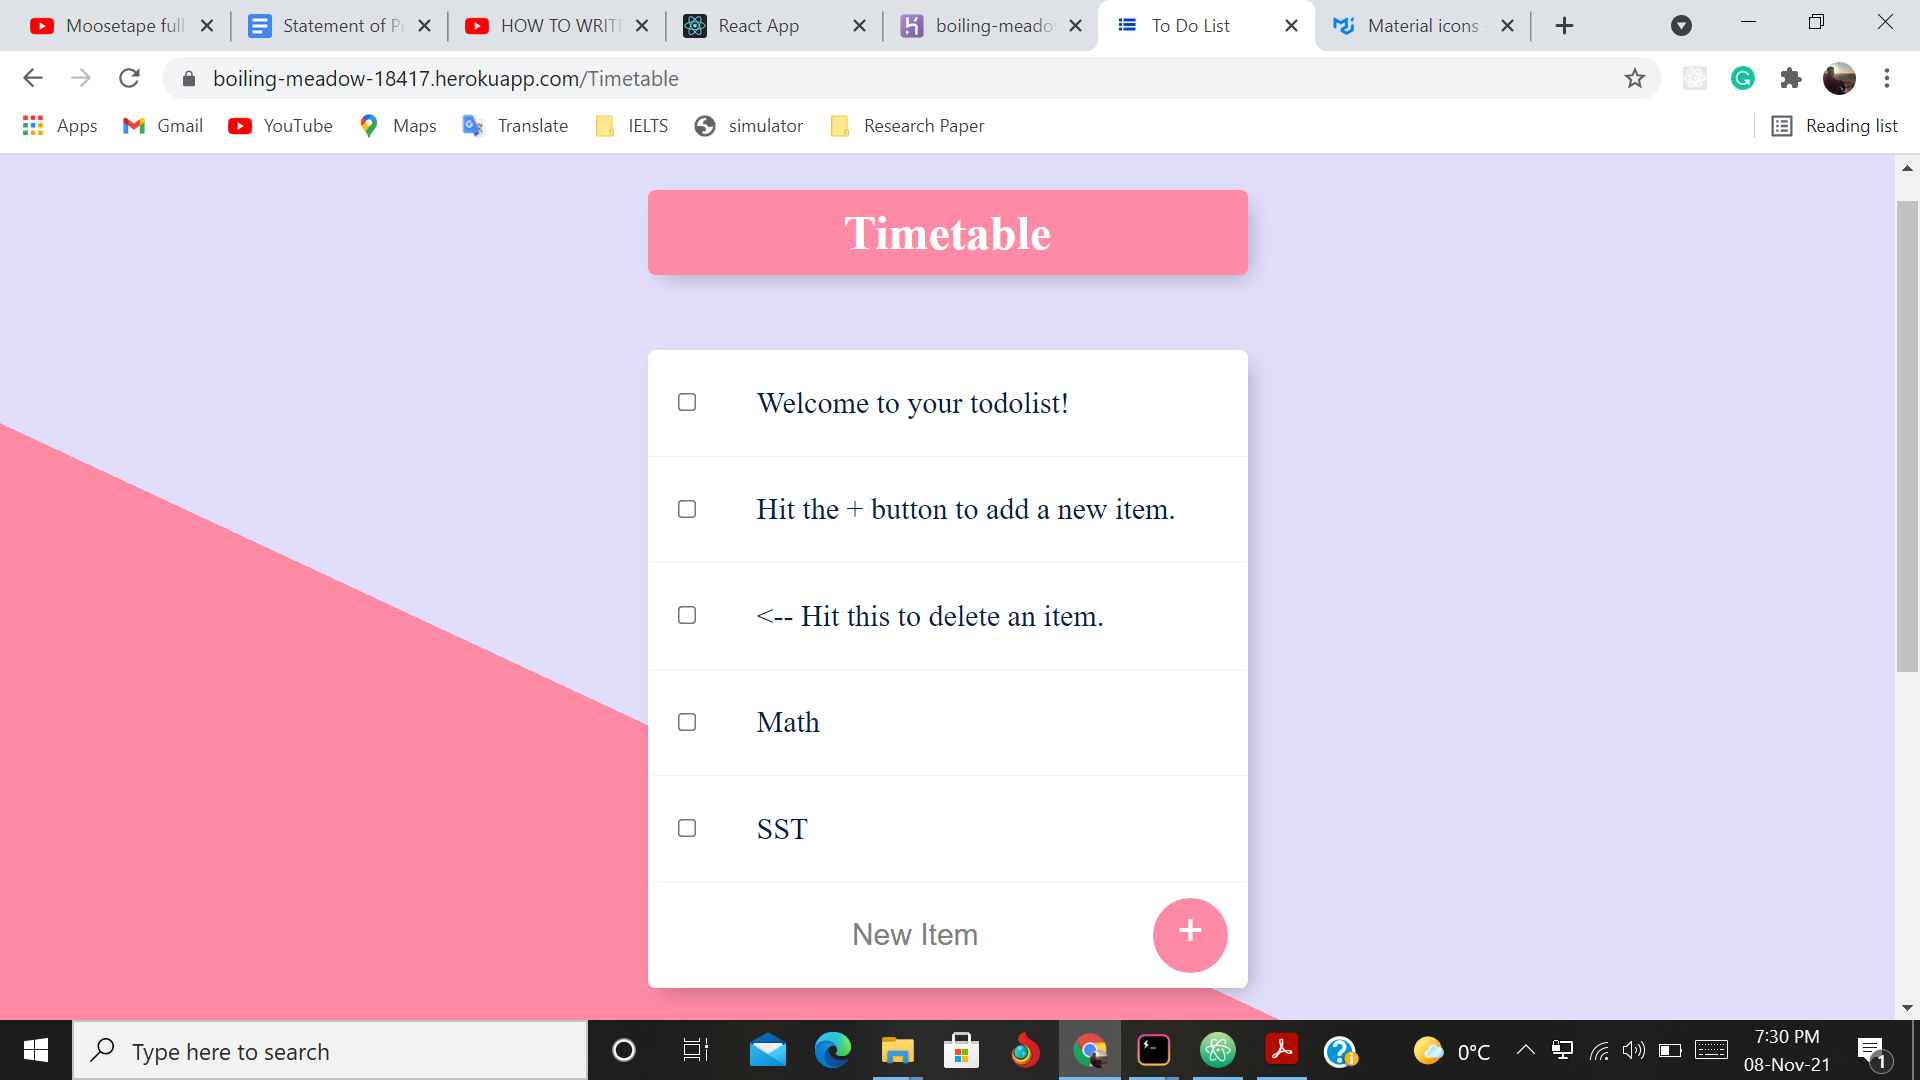 Moosetape full
Statement of Pu
HOW TO WRITE
React App
boiling-meado
To Do List
Material icons
boiling-meadow-18417.herokuapp.com/Timetable
Apps
Gmail
YouTube
Maps
Translate
IELTS
simulator
Research Paper
Reading list
Timetable
Welcome to your todolist!
Hit the + button to add a new item.
<-- Hit this to delete an item.
Math
SST
New Item
+
Type here to search
0°C
7:30 PM
08-Nov-21
1